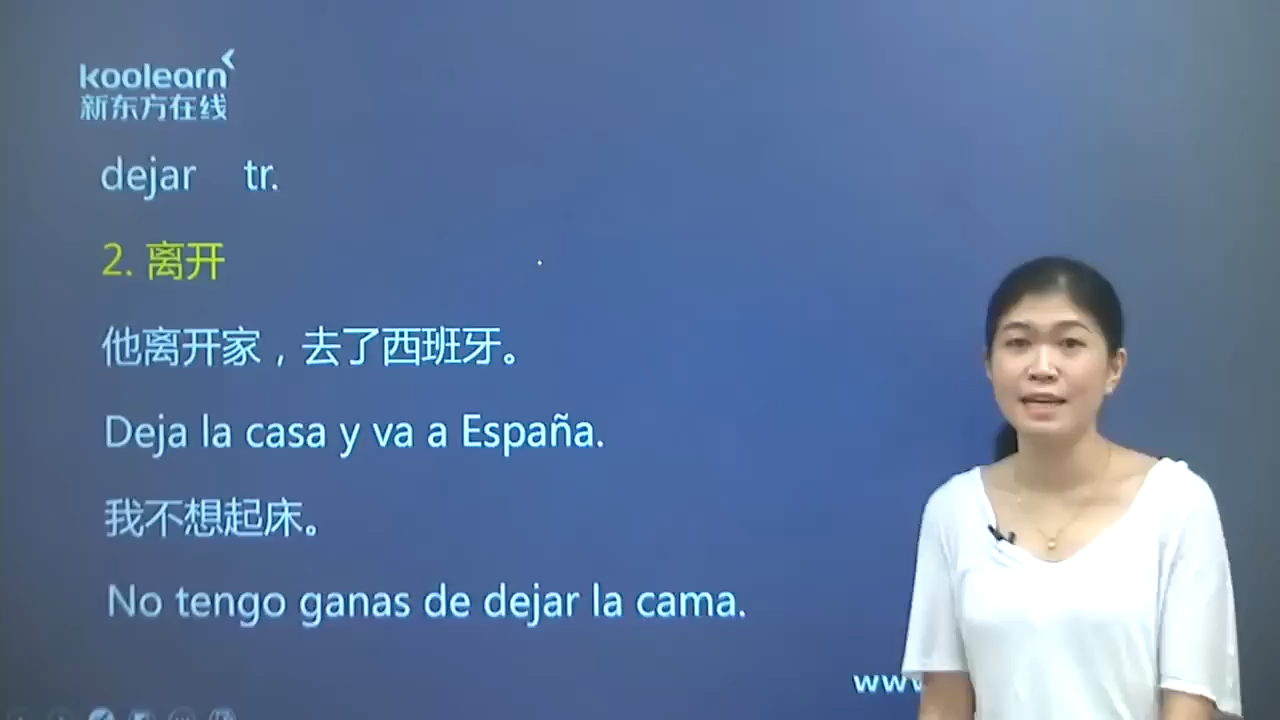 koolearn
新东方在线
dejar tr.
2. 离开
他离开家，去了西班牙。
Deja la casa y va a España.
我不想起床。
No tengo ganas de dejar la cama.
www